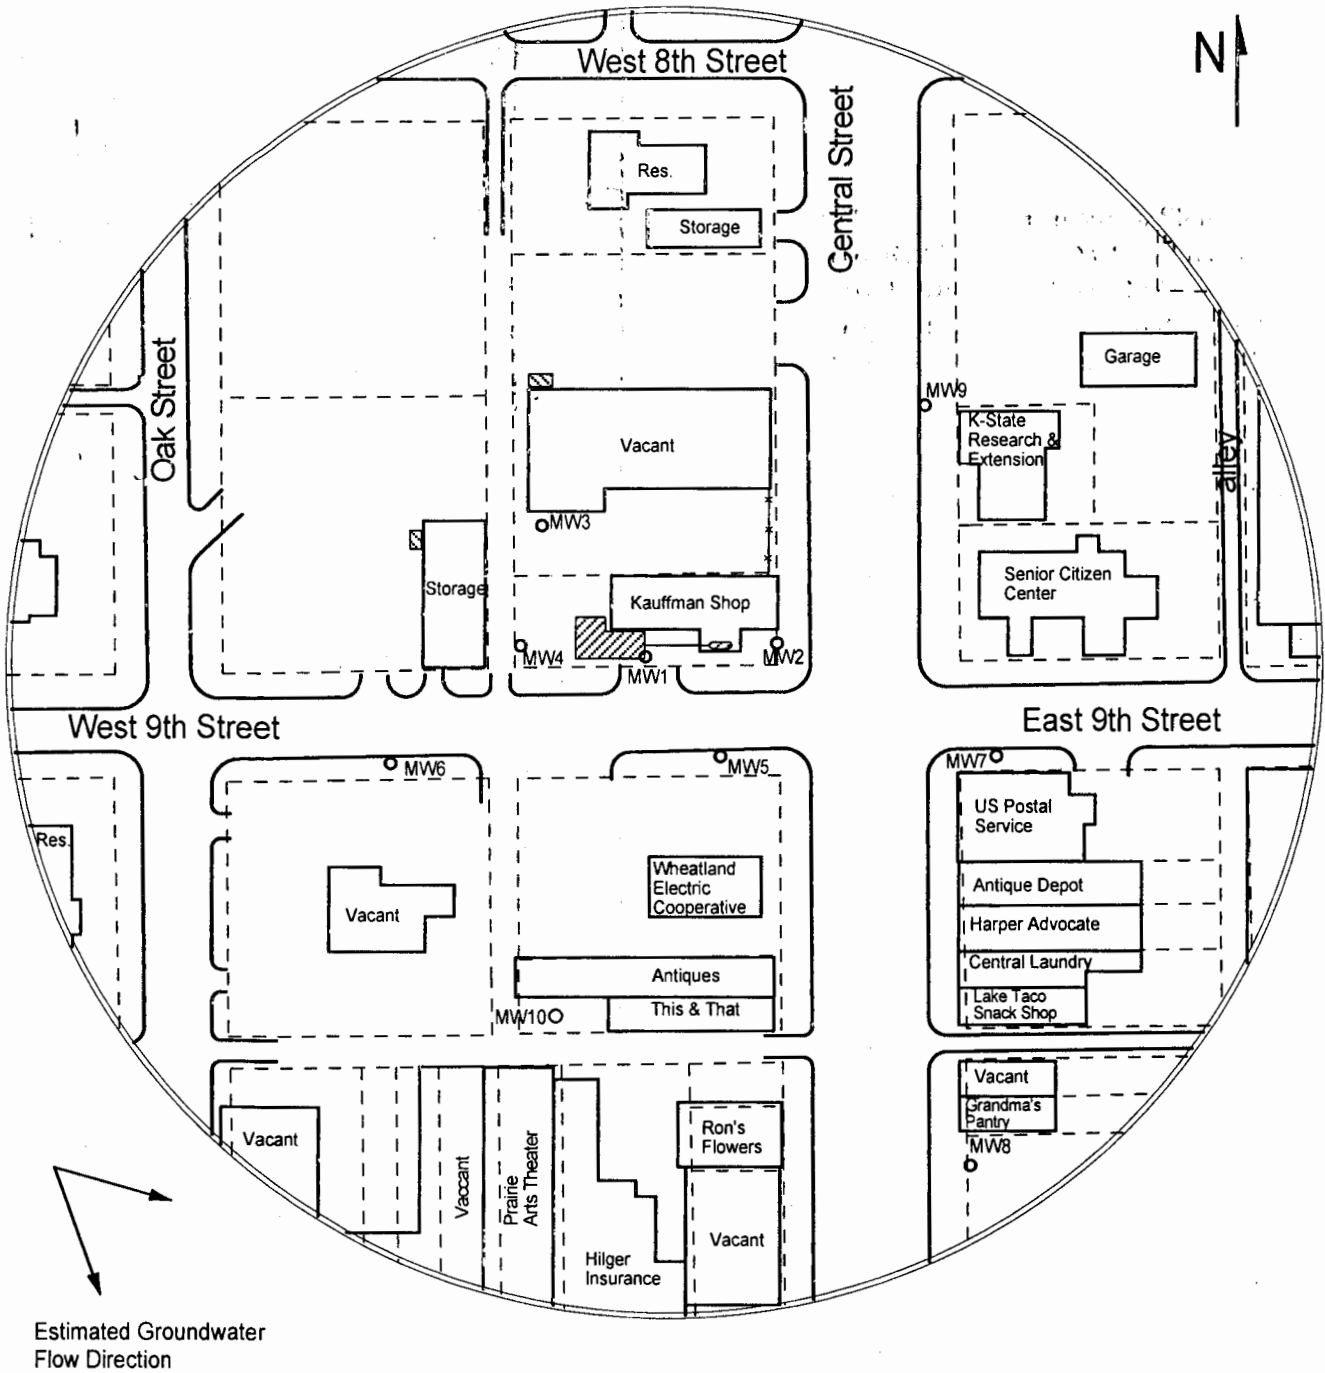 N
West 8th Street
Central Street
Res.
Storage
Oak Street
Garage
MW9
K-State
Research &
Extension
Vacant
alley
MW3
Storage
Kauffman Shop
Senior Citizen
Center
MW4
MW1
MW2
West 9th Street
East 9th Street
MW6
MW5
MW7
US Postal
Service
Res.
Wheatland
Electric
Cooperative
Vacant
Antique Depot
Harper Advocate
Central Laundry
Antiques
This & That
Lake Taco
Snack Shop
MW10
Vacant
Grandma's
Pantry
MW8
Vacant
Vaccant
Prairie
Arts Theater
Ron's
Flowers
Vacant
Hilger
Insurance
Estimated Groundwater
Flow Direction